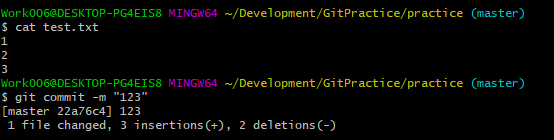 Work006@DESKTOP-PG4EIS8 MINGW64 ~/Development/GitPractice/practice (master)
$ cat test.txt
1
2
3
Work006@DESKTOP-PG4EIS8 MINGW64 ~/Development/GitPractice/practice (master)
$ git commit -m "123"
[master 22a76c4] 123
 1 file changed, 3 insertions(+), 2 deletions(-)